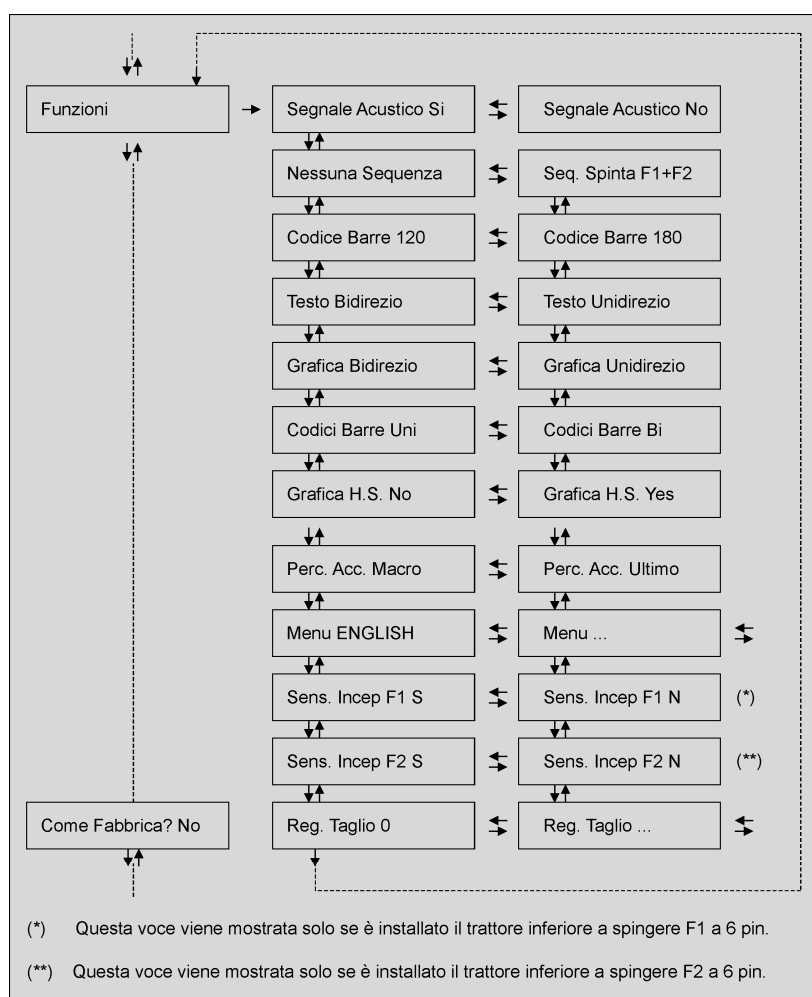 Funzioni
Segnale Acustico Si
Segnale Acustico No
Nessuna Sequenza
Seq. Spinta F1+F2
Codice Barre 120
Codice Barre 180
Testo Bidirezio
Testo Unidirezio
Grafica Bidirezio
Grafica Unidirezio
Codici Barre Uni
Codici Barre Bi
Grafica H.S. No
Grafica H.S. Yes
Perc. Acc. Macro
Perc. Acc. Ultimo
Menu ENGLISH
Menu ...
Sens. Incep F1 S
Sens. Incep F1 N
(*)
Sens. Incep F2 S
Sens. Incep F2 N
(**)
Come Fabbrica? No
Reg. Taglio 0
Reg. Taglio ...
(*) Questa voce viene mostrata solo se è installato il trattore inferiore a spingere F1 a 6 pin.
(**) Questa voce viene mostrata solo se è installato il trattore inferiore a spingere F2 a 6 pin.